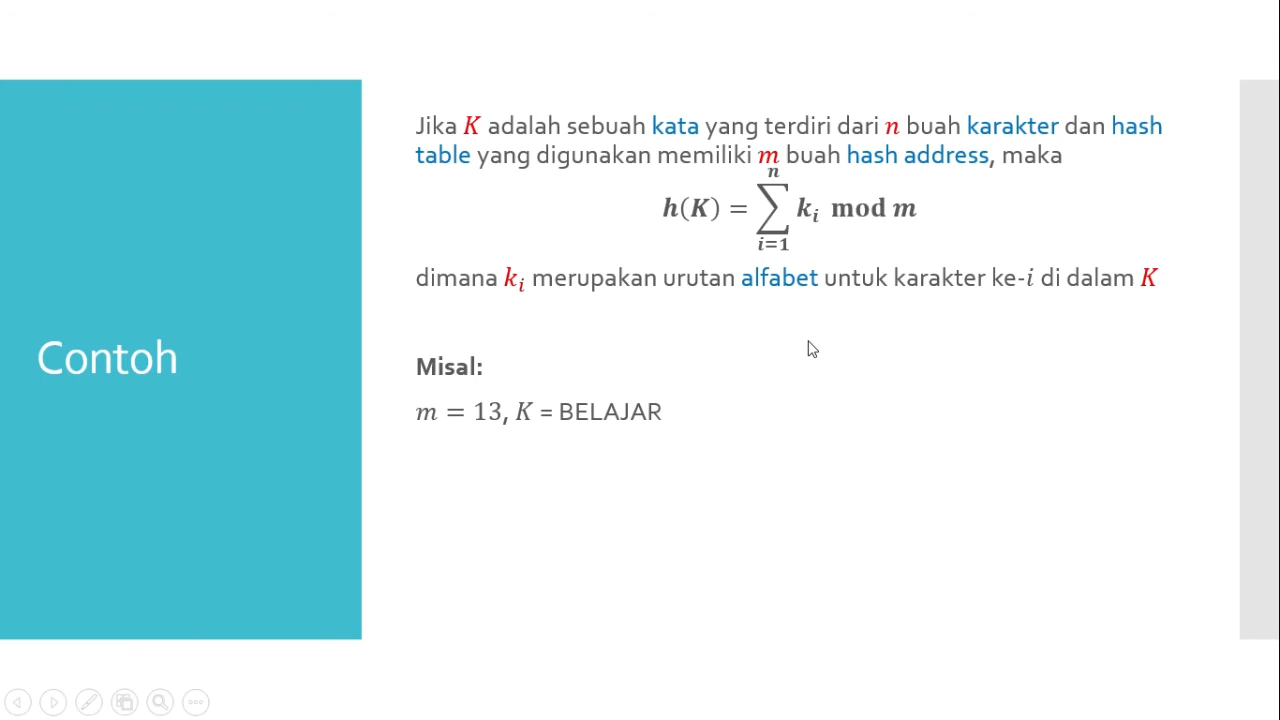 Contoh
Jika K adalah sebuah kata yang terdiri dari n buah karakter dan hash
table yang digunakan memiliki m buah hash address, maka
h(K) = ∑_{i=1}^{n} k_i mod m
dimana k_i merupakan urutan alfabet untuk karakter ke-i di dalam K
Misal:
m = 13, K = BELAJAR